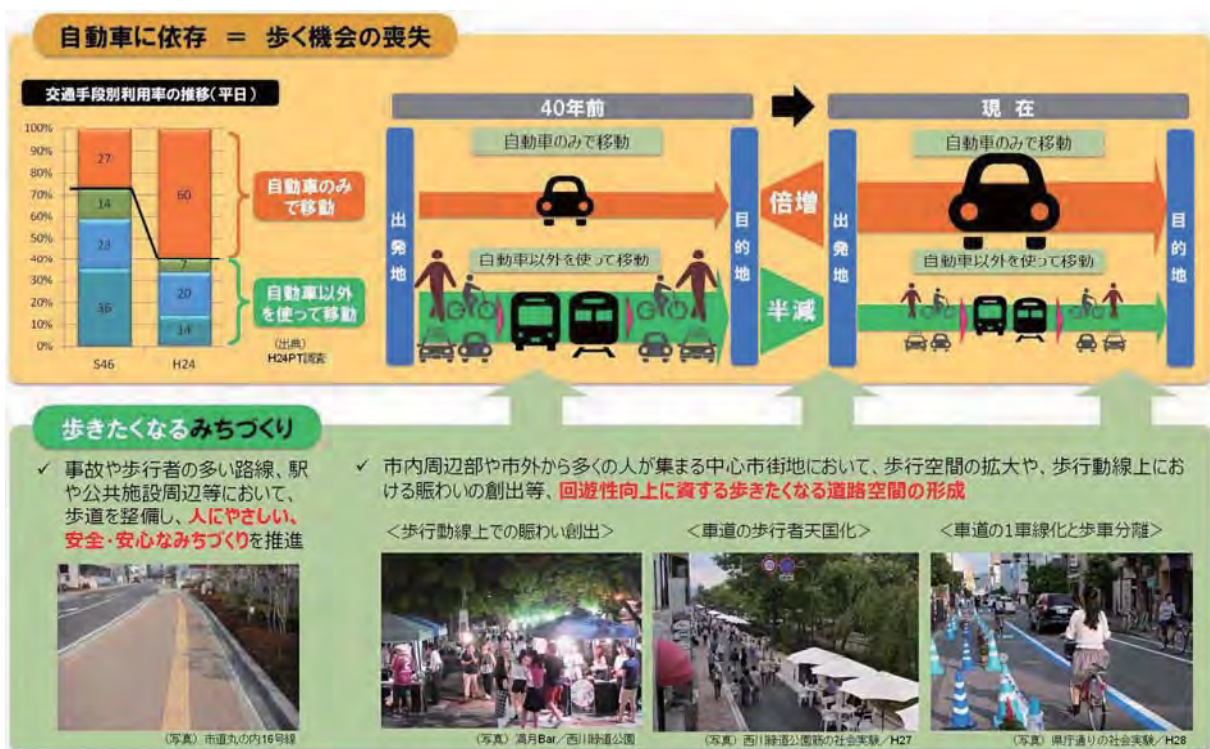 自動車に依存 = 歩く機会の喪失
交通手段別利用率の推移(平日)
100%
90%
80%
70%
60%
50%
40%
30%
20%
10%
0%
27
14
23
36
60
7
20
14
S46
H24
自動車のみ
で移動
自動車以外
を使って移動
(出典)
H24PT調査
40年前
出発地
自動車のみで移動
自動車以外を使って移動
目的地
倍増
半減
現在
出発地
自動車のみで移動
自動車以外を使って移動
目的地
歩きたくなるみちづくり
✓ 事故や歩行者の多い路線、駅
や公共施設周辺等において、
歩道を整備し、人にやさしい、
安全・安心なみちづくりを推進
(写真) 市道丸の内16号線
✓ 市内周辺部や市外から多くの人が集まる中心市街地において、歩行空間の拡大や、歩行動線上にお
ける賑わいの創出等、回遊性向上に資する歩きたくなる道路空間の形成
<歩行動線上での賑わい創出>
(写真) 満月Bar/西川緑道公園
<車道の歩行者天国化>
(写真) 西川緑道公園筋の社会実験/H27
<車道の1車線化と歩車分離>
(写真) 県庁通りの社会実験/H28